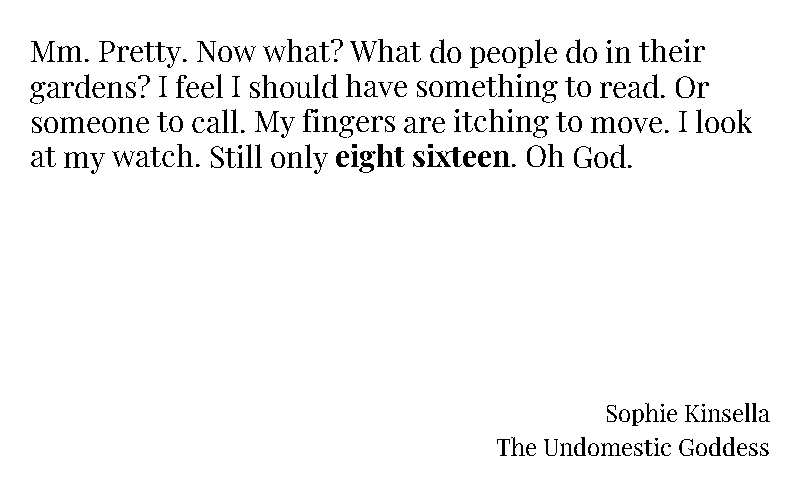 Mm. Pretty. Now what? What do people do in their
gardens? I feel I should have something to read. Or
someone to call. My fingers are itching to move. I look
at my watch. Still only eight sixteen. Oh God.
Sophie Kinsella
The Undomestic Goddess